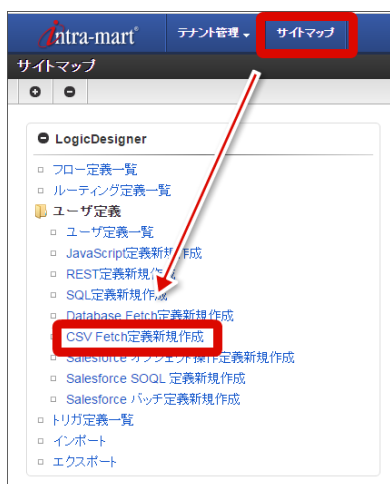 intra-mart®
テナント管理
サイトマップ
サイトマップ
LogicDesigner
フロー定義一覧
ルーティング定義一覧
ユーザ定義
ユーザ定義一覧
JavaScript定義新規作成
REST定義新規作成
SQL定義新規作成
Database Fetch定義新規作成
CSV Fetch定義新規作成
Salesforce オブジェクト操作定義新規作成
Salesforce SOQL 定義新規作成
Salesforce バッチ定義新規作成
トリガ定義一覧
インポート
エクスポート